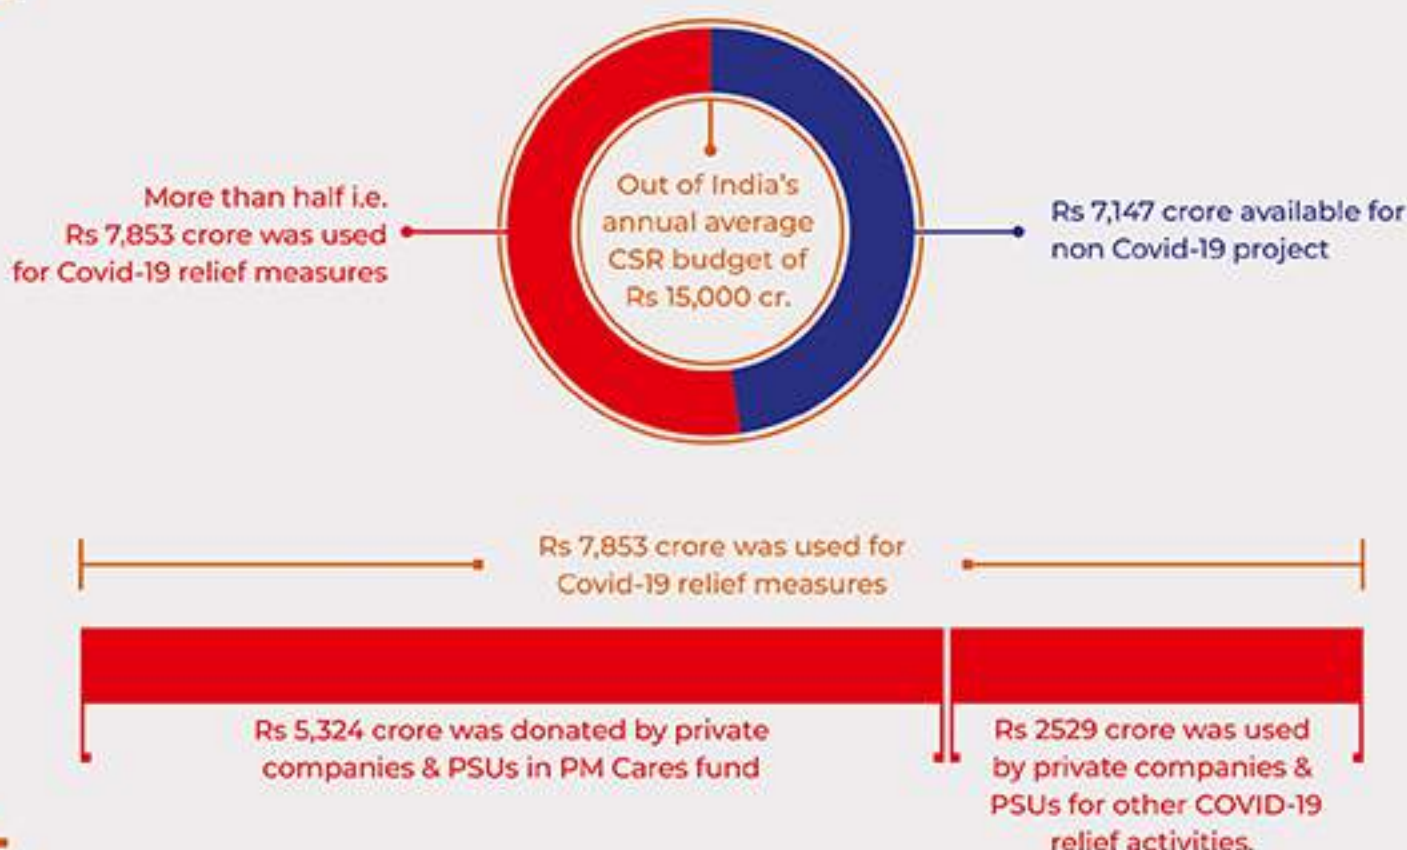 Out of India's
annual average
CSR budget of
Rs 15,000 cr.
More than half i.e.
Rs 7,853 crore was used
for Covid-19 relief measures
Rs 7,147 crore available for
non Covid-19 project
Rs 7,853 crore was used for
Covid-19 relief measures
Rs 5,324 crore was donated by private
companies & PSUs in PM Cares fund
Rs 2529 crore was used
by private companies &
PSUs for other COVID-19
relief activities.